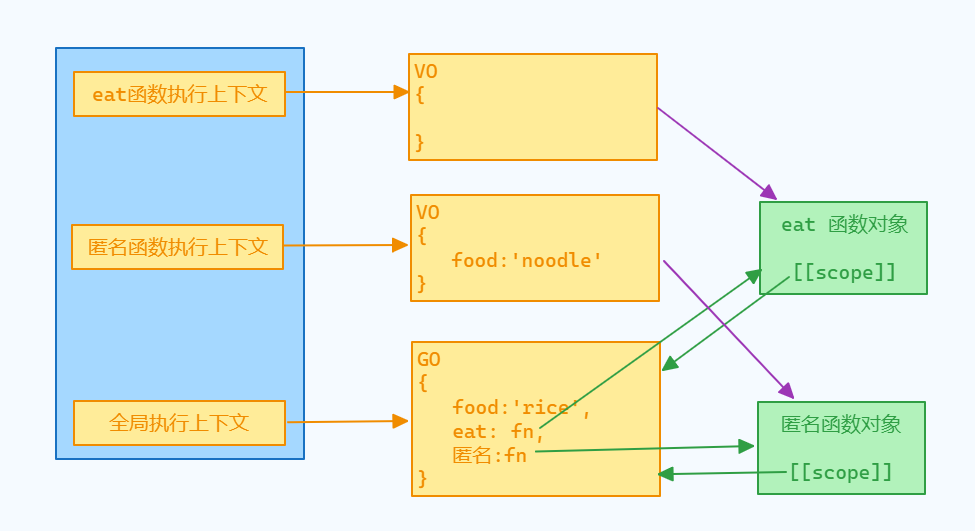 eat函数执行上下文
VO
{
}
匿名函数执行上下文
VO
{
food:'noodle'
}
全局执行上下文
GO
{
food:'rice',
eat: fn,
匿名:fn
}
eat 函数对象
[[scope]]
匿名函数对象
[[scope]]